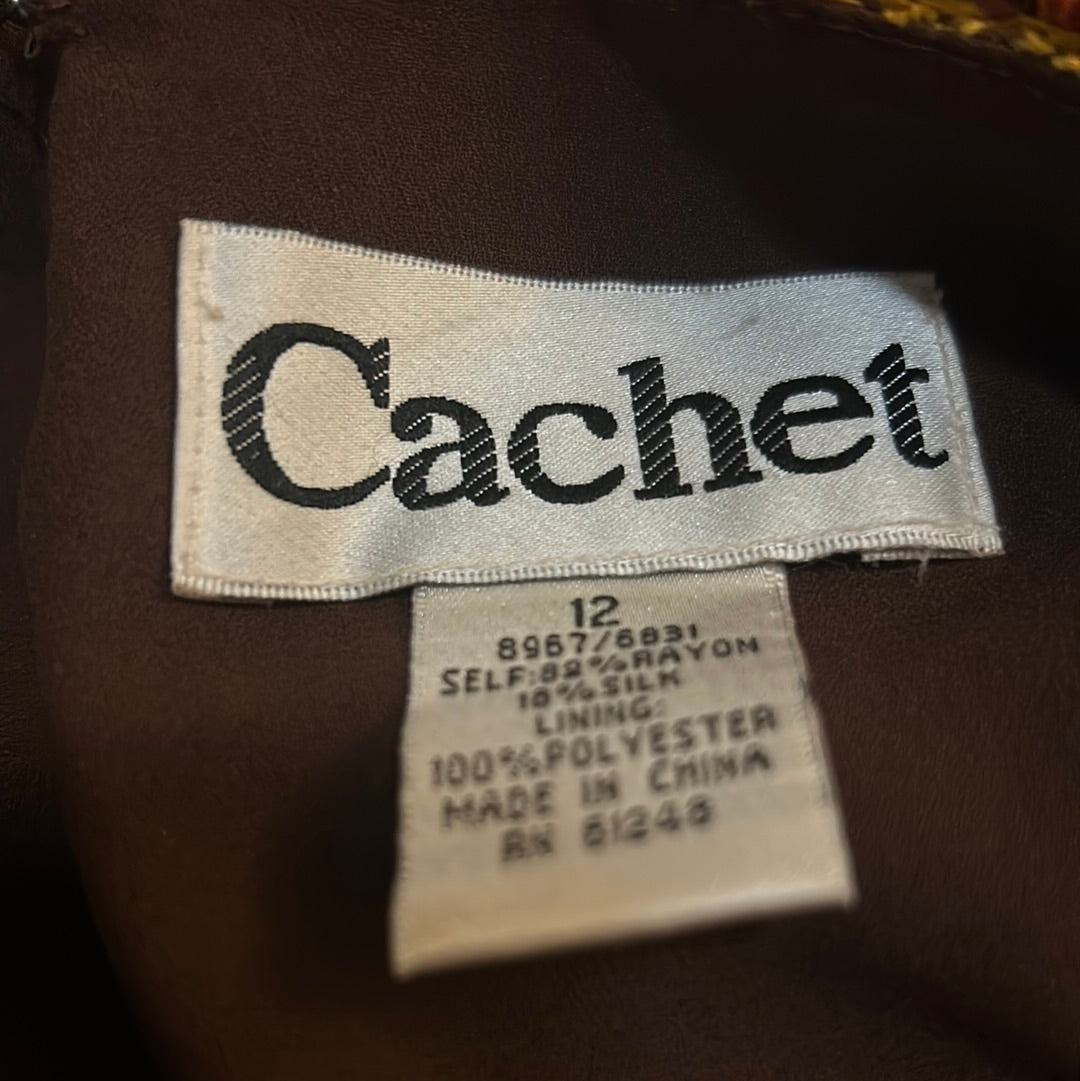 Cachet
12
8967/6831
SELF:82%RAYON
18%SILK
LINING:
100%POLYESTER
MADE IN CHINA
RN 61248